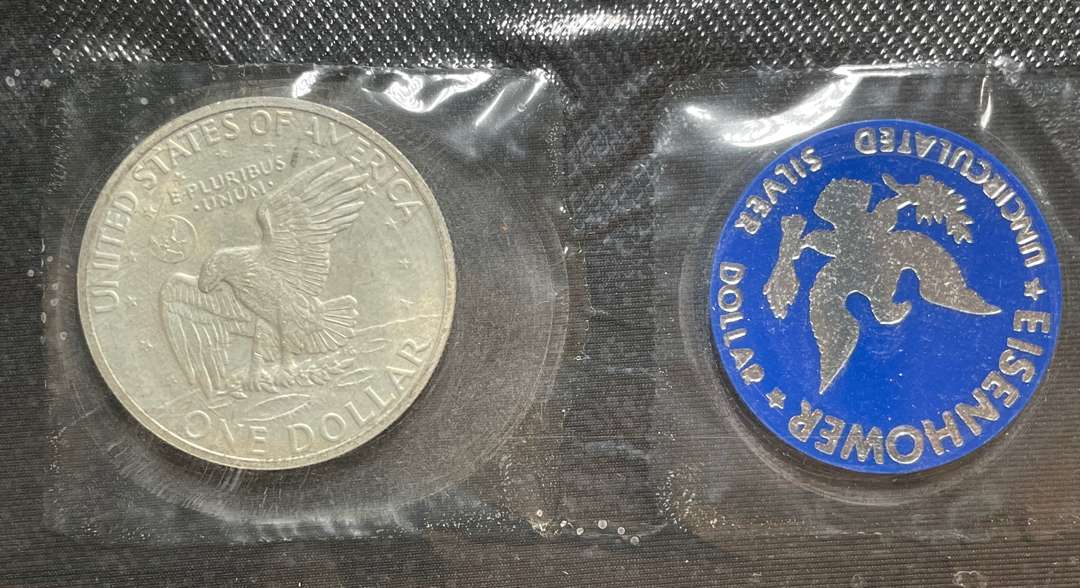 UNITED STATES OF AMERICA
E PLURIBUS
·UNUM·
ONE DOLLAR
UNCIRCULATED SILVER DOLLAR
★ EISENHOWER ★